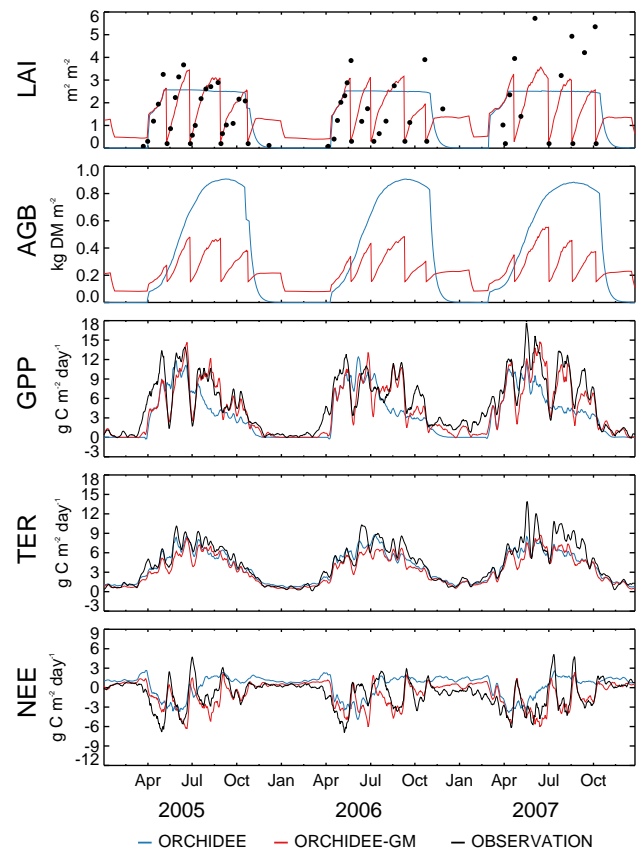 LAI
m² m⁻²
6
5
4
3
2
1
0
AGB
kg DM m⁻²
1.0
0.8
0.6
0.4
0.2
0.0
GPP
g C m⁻² day⁻¹
18
15
12
9
6
3
0
-3
TER
g C m⁻² day⁻¹
18
15
12
9
6
3
0
-3
NEE
g C m⁻² day⁻¹
9
6
3
0
-3
-6
-9
-12
Apr Jul Oct Jan Apr Jul Oct Jan Apr Jul Oct
2005 2006 2007
ORCHIDEE ORCHIDEE-GM OBSERVATION